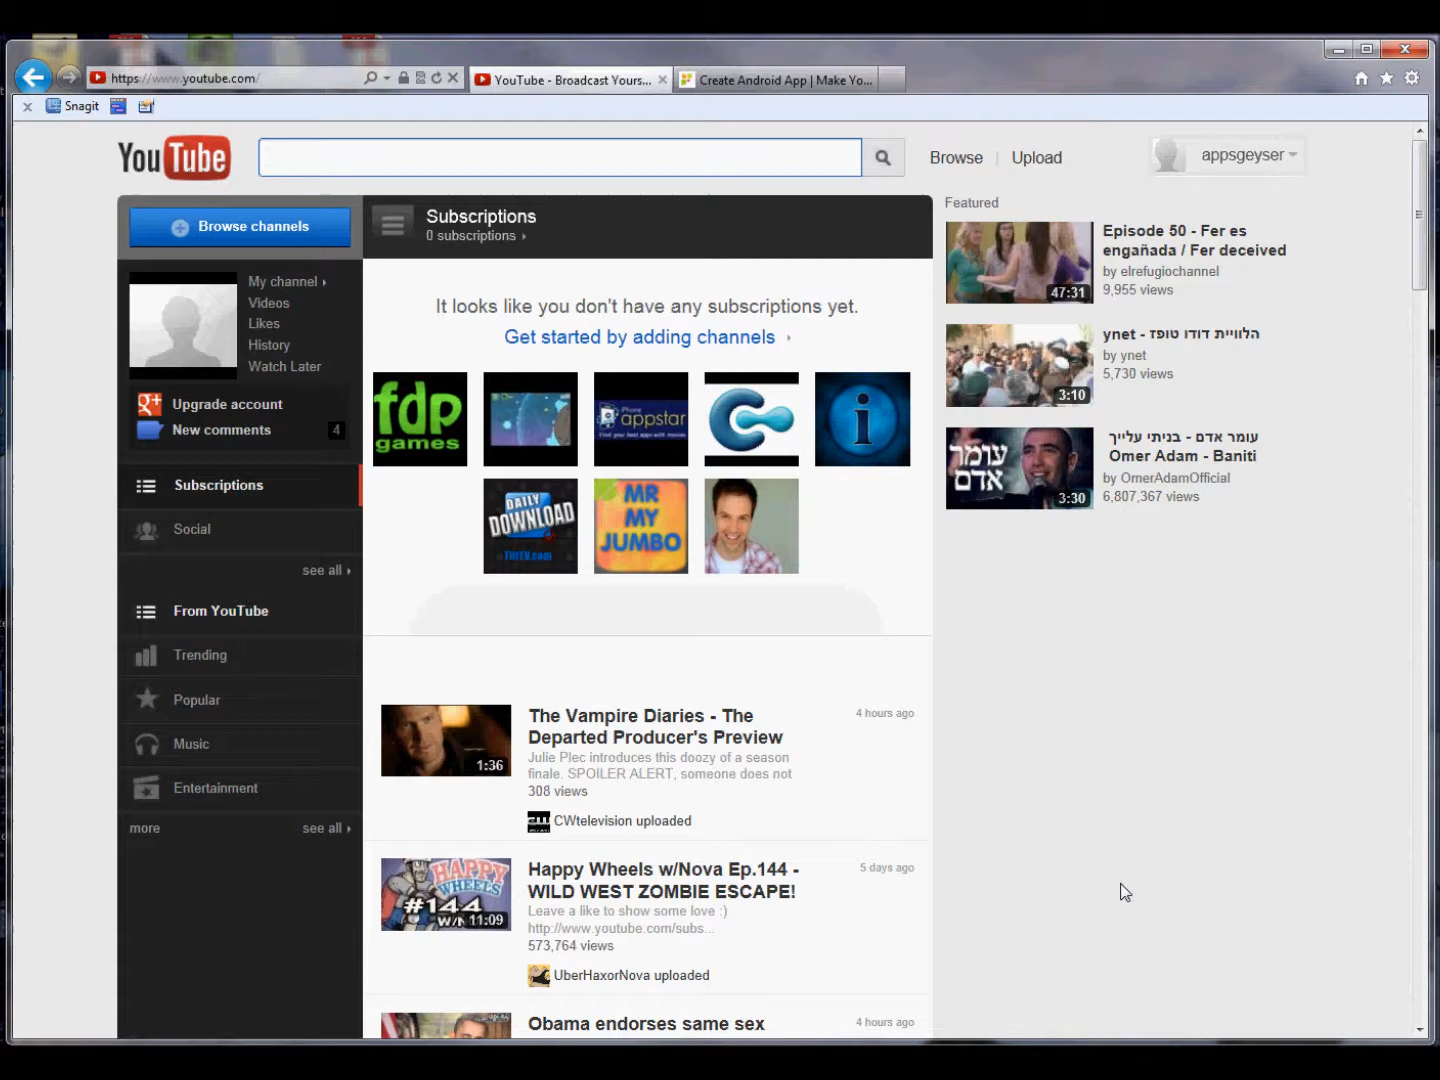 https://www.youtube.com/
YouTube - Broadcast Yours...
Create Android App | Make Yo...
Snagit
YouTube
Browse
Upload
appsgeyser
Browse channels
Subscriptions
0 subscriptions
My channel
Videos
Likes
History
Watch Later
Upgrade account
New comments
4
Subscriptions
Social
see all
From YouTube
Trending
Popular
Music
Entertainment
more
see all
It looks like you don't have any subscriptions yet.
Get started by adding channels
fdp
games
iPhone
appstar
Find your best apps with movies
i
DAILY
DOWNLOAD
MR
MY
JUMBO
The Vampire Diaries - The
Departed Producer's Preview
4 hours ago
Julie Plec introduces this doozy of a season
finale. SPOILER ALERT, someone does not
308 views
1:36
CWtelevision uploaded
Happy Wheels w/Nova Ep.144 -
WILD WEST ZOMBIE ESCAPE!
5 days ago
Leave a like to show some love :)
http://www.youtube.com/subs...
573,764 views
HAPPY
WHEELS
#144
W/N
11:09
UberHaxorNova uploaded
Obama endorses same sex
4 hours ago
Featured
Episode 50 - Fer es
engañada / Fer deceived
by elrefugiochannel
9,955 views
47:31
ynet - הלוויית דודו טופז
by ynet
5,730 views
3:10
עומר אדם - בניתי עלייך
Omer Adam - Baniti
by OmerAdamOfficial
6,807,367 views
עומר
אדם
3:30